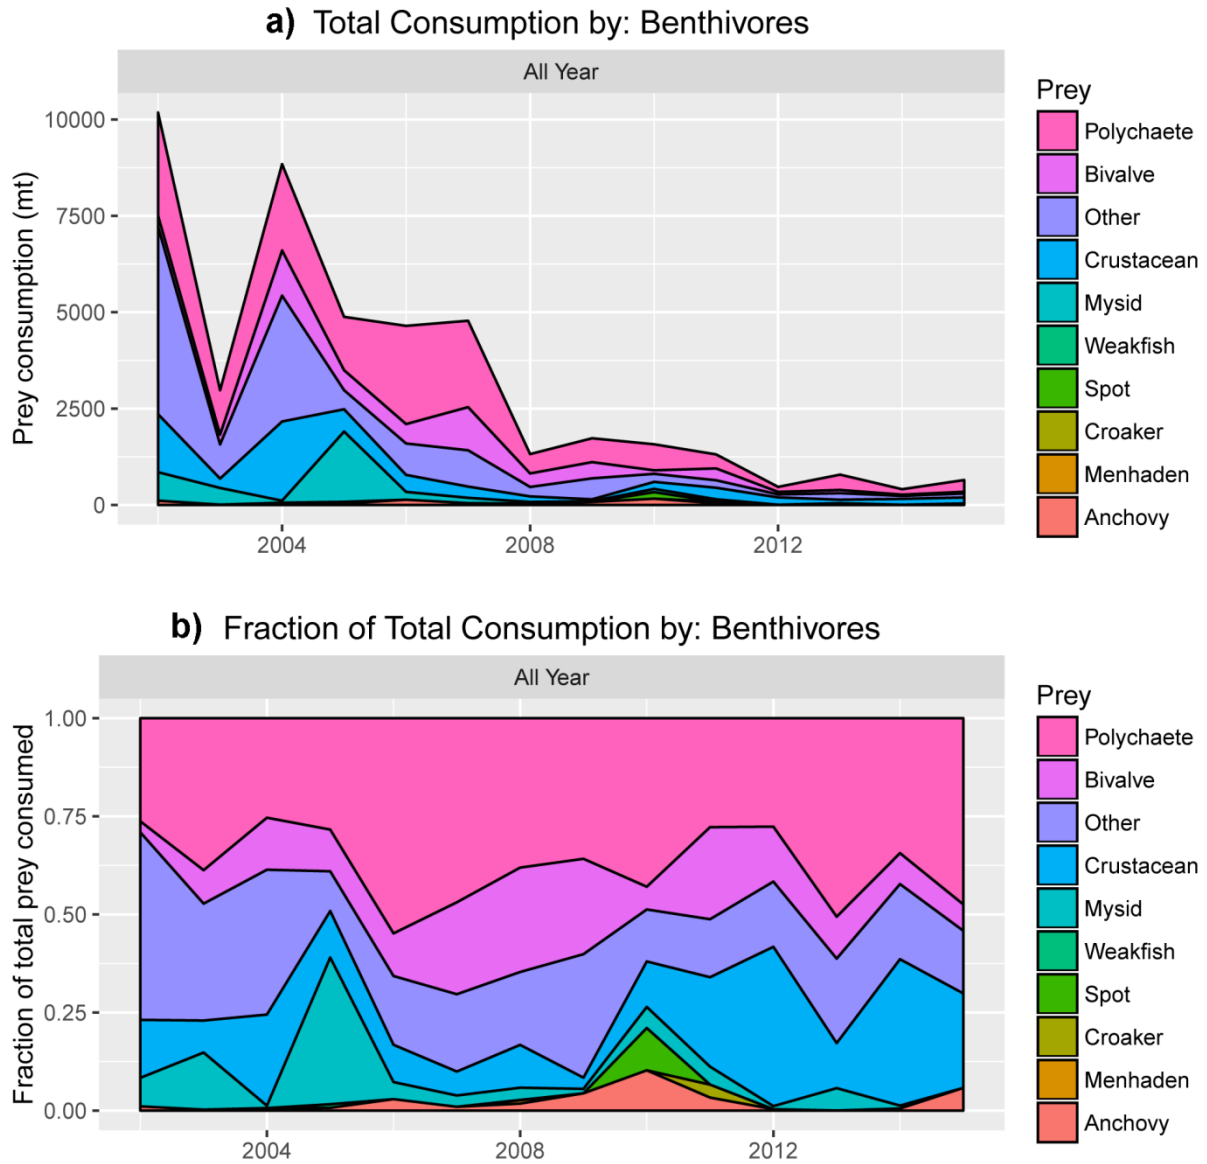 a) Total Consumption by: Benthivores
All Year
Prey consumption (mt)
10000
7500
5000
2500
0
2004
2008
2012
Prey
Polychaete
Bivalve
Other
Crustacean
Mysid
Weakfish
Spot
Croaker
Menhaden
Anchovy
b) Fraction of Total Consumption by: Benthivores
All Year
Fraction of total prey consumed
1.00
0.75
0.50
0.25
0.00
2004
2008
2012
Prey
Polychaete
Bivalve
Other
Crustacean
Mysid
Weakfish
Spot
Croaker
Menhaden
Anchovy